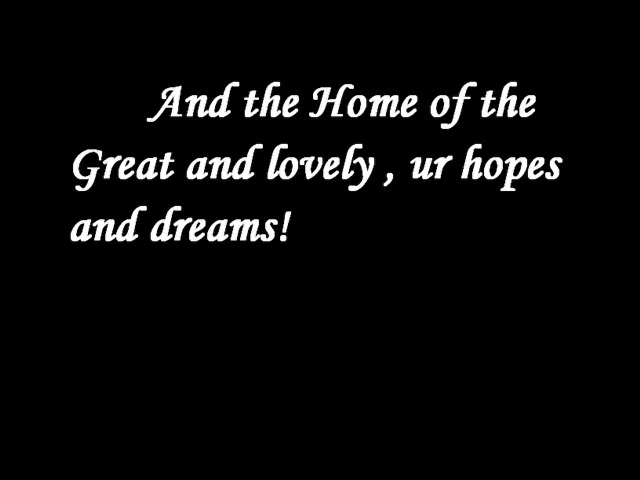 And the Home of the
Great and lovely , ur hopes
and dreams!